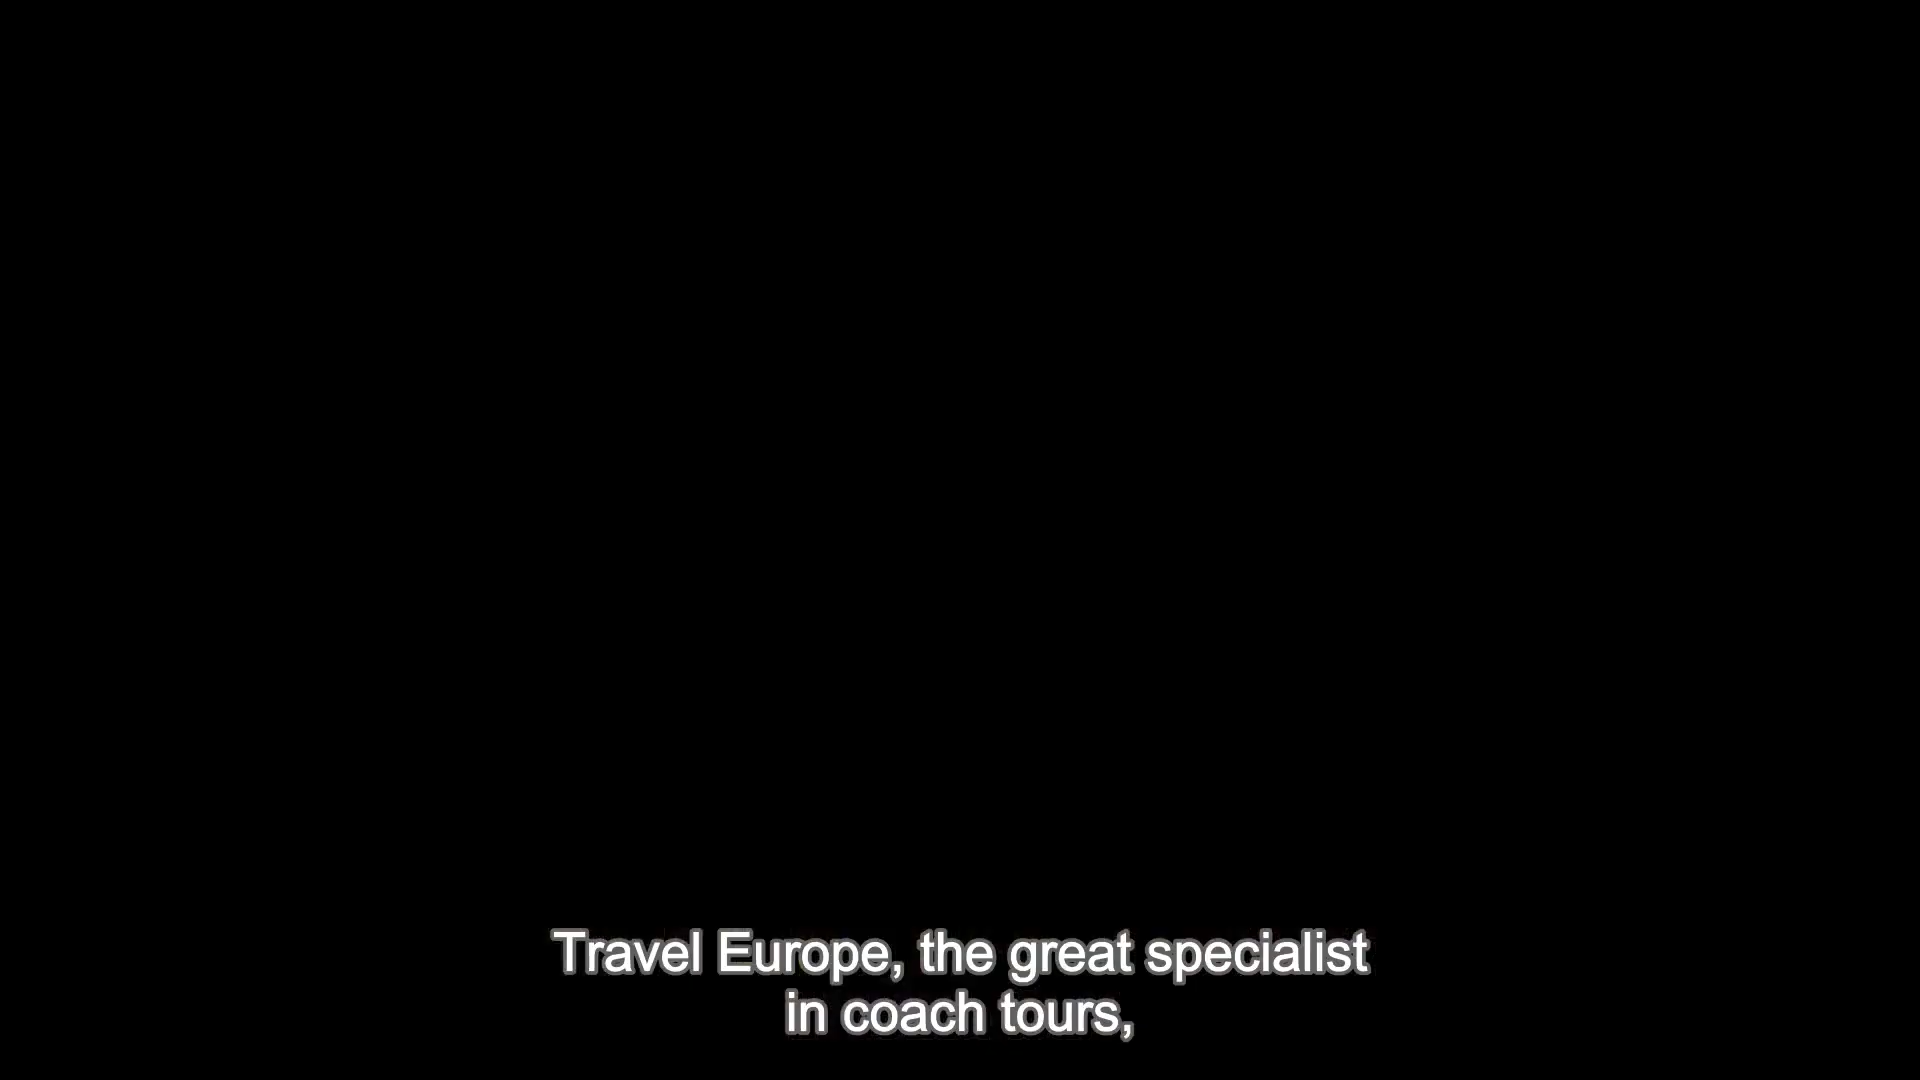 Travel Europe, the great specialist
in coach tours,